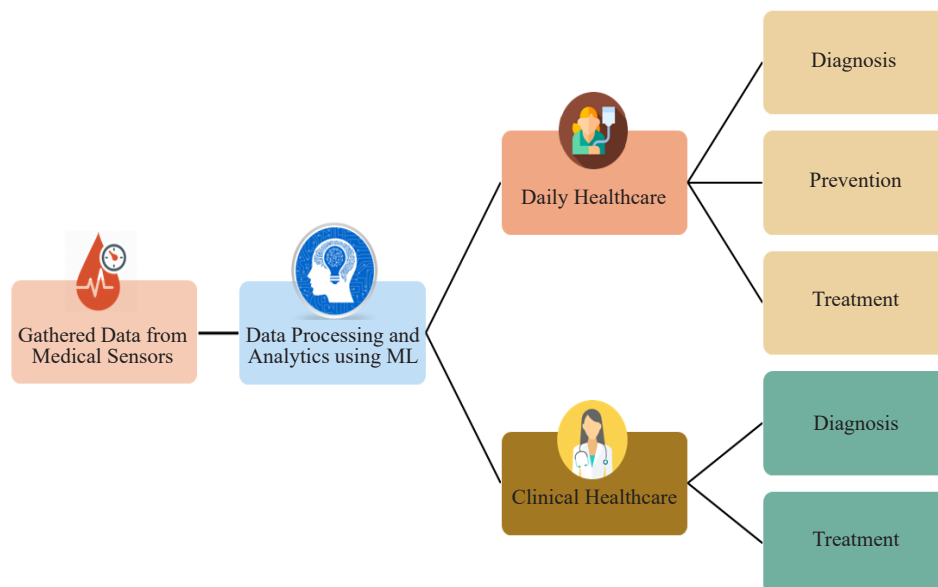 Gathered Data from
Medical Sensors
Data Processing and
Analytics using ML
Daily Healthcare
Diagnosis
Prevention
Treatment
Clinical Healthcare
Diagnosis
Treatment